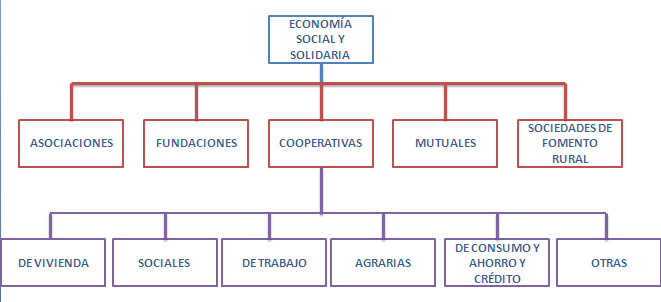 ECONOMÍA
SOCIAL Y
SOLIDARIA
ASOCIACIONES
FUNDACIONES
COOPERATIVAS
MUTUALES
SOCIEDADES DE
FOMENTO
RURAL
DE VIVIENDA
SOCIALES
DE TRABAJO
AGRARIAS
DE CONSUMO Y
AHORRO Y
CRÉDITO
OTRAS